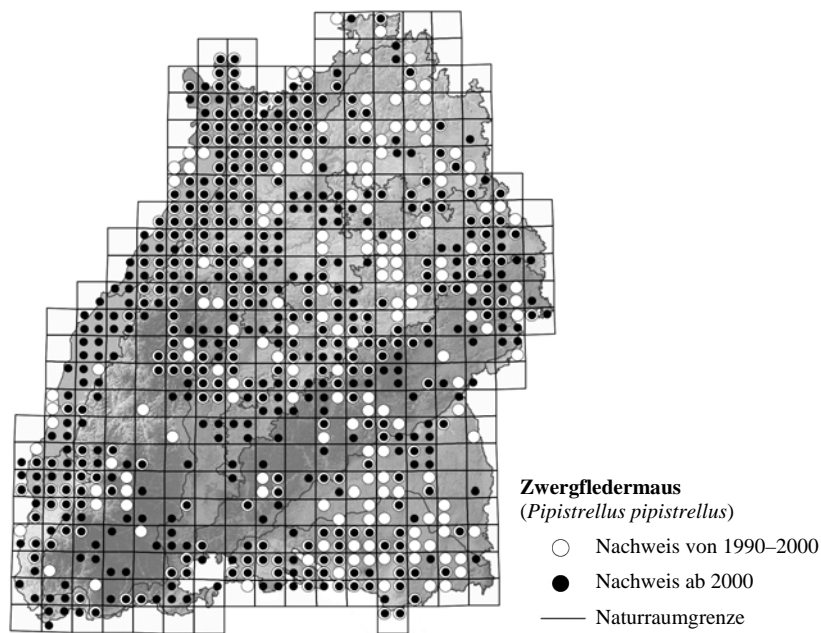 Zwergfledermaus
(Pipistrellus pipistrellus)
Nachweis von 1990–2000
Nachweis ab 2000
Naturraumgrenze